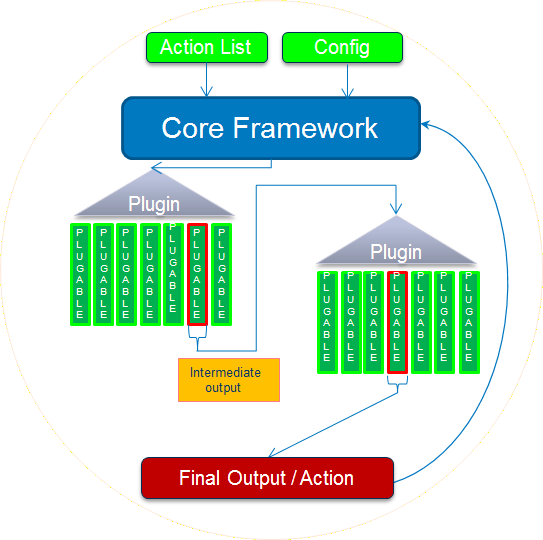 Action List
Config
Core Framework
Plugin
PLUGABLE
PLUGABLE
PLUGABLE
PLUGABLE
PLUGABLE
PLUGABLE
PLUGABLE
Plugin
PLUGABLE
PLUGABLE
PLUGABLE
PLUGABLE
PLUGABLE
PLUGABLE
PLUGABLE
Intermediate
output
Final Output / Action